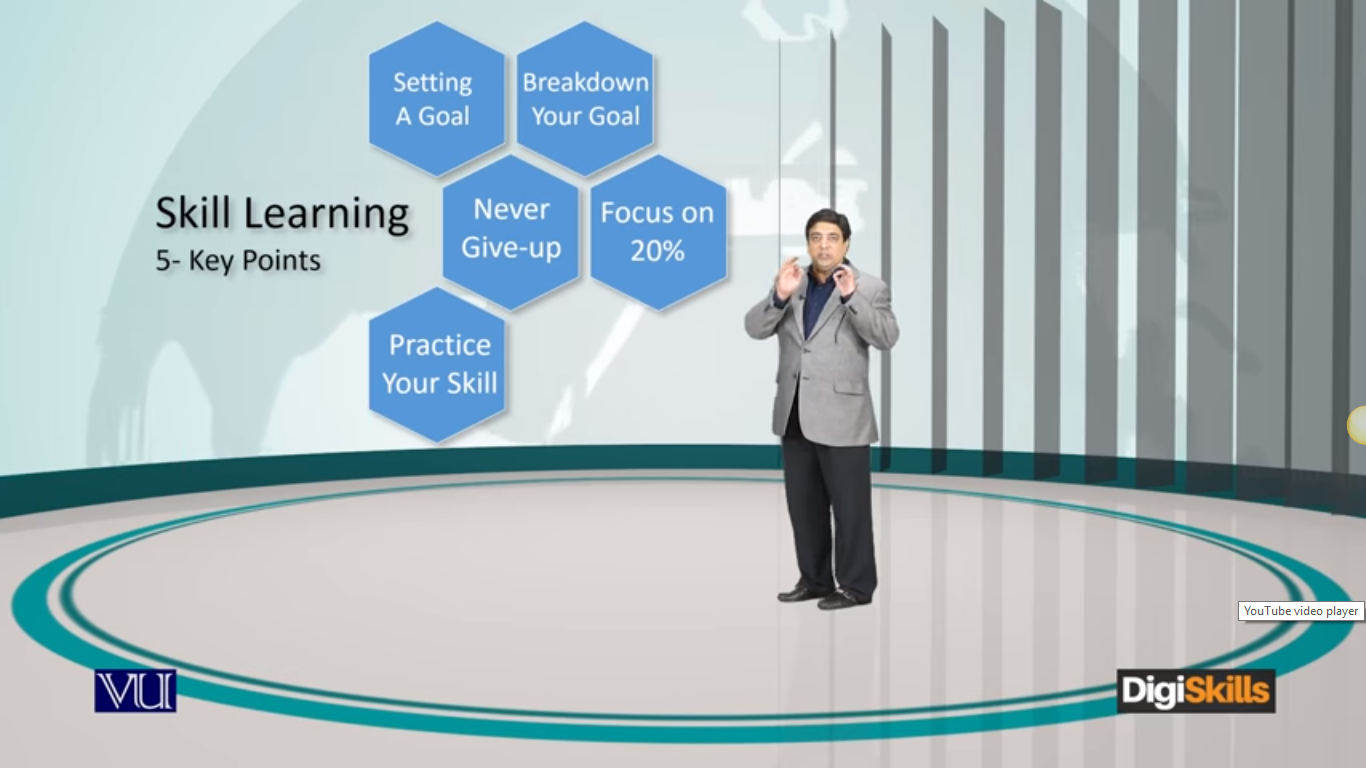 Setting
A Goal
Breakdown
Your Goal
Skill Learning
5- Key Points
Never
Give-up
Focus on
20%
Practice
Your Skill
YouTube video player
VU
DigiSkills